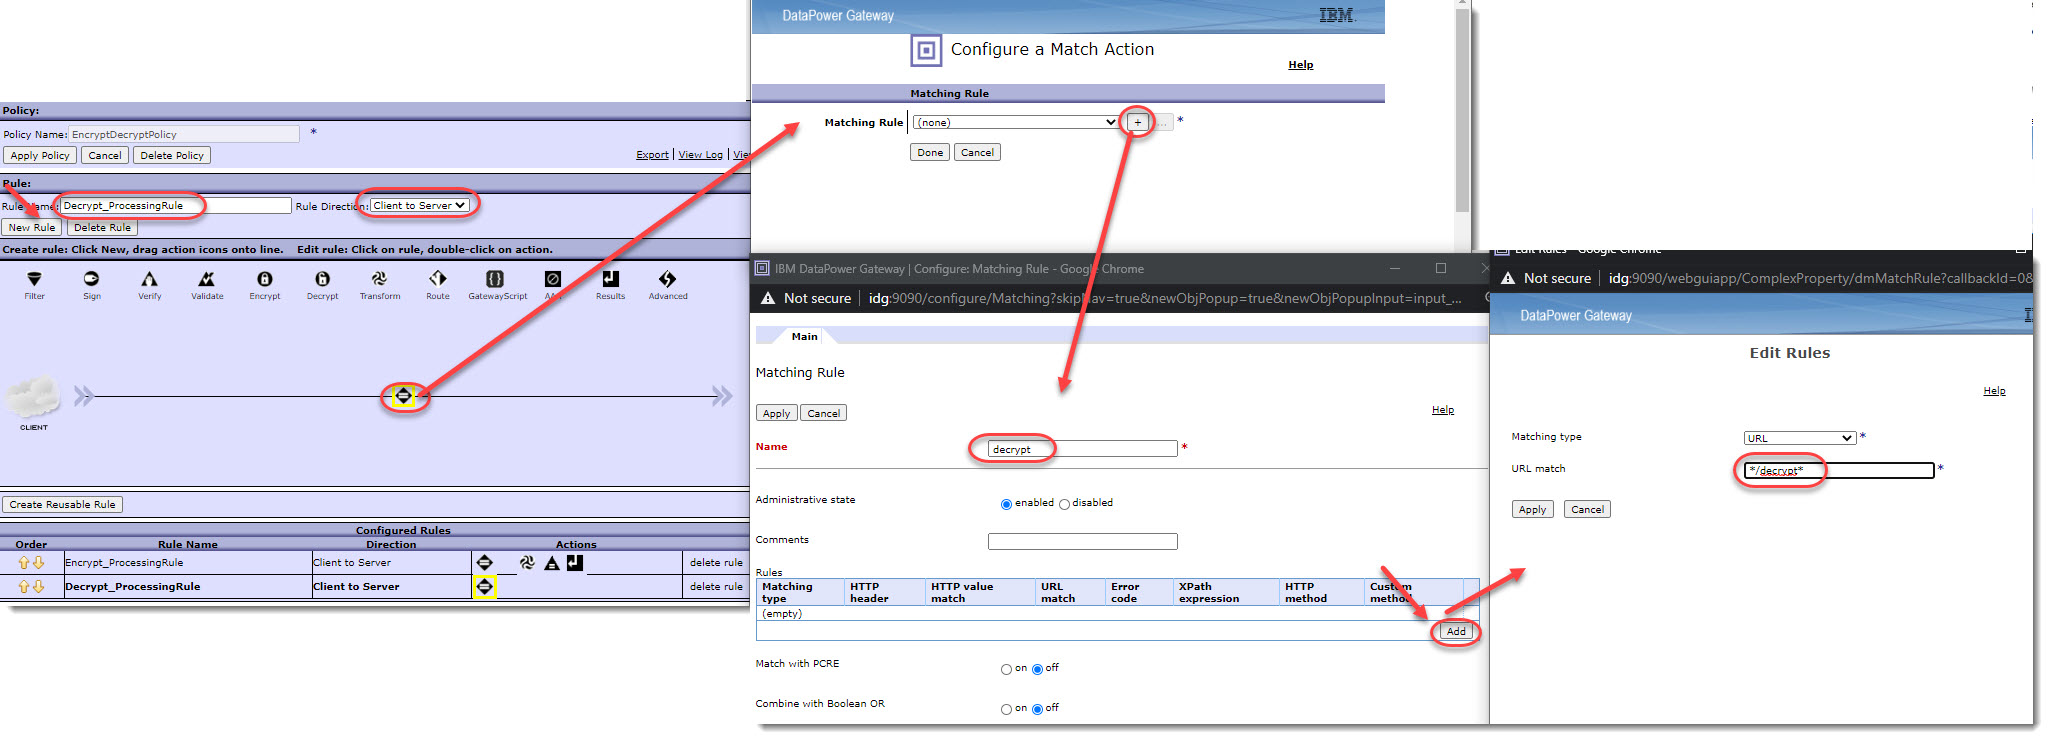 Policy:
Policy Name: EncryptDecryptPolicy *
Apply Policy Cancel Delete Policy Export View Log
Rule:
Rule Name: Decrypt_ProcessingRule Rule Direction: Client to Server
New Rule Delete Rule
Create rule: Click New, drag action icons onto line. Edit rule: Click on rule, double-click on action.
Filter Sign Verify Validate Encrypt Decrypt Transform Route GatewayScript Results Advanced
CLIENT
Create Reusable Rule
Configured Rules
Order Rule Name Direction Actions
Encrypt_ProcessingRule Client to Server delete rule
Decrypt_ProcessingRule Client to Server delete rule
DataPower Gateway IBM
Configure a Match Action
Help
Matching Rule
Matching Rule (none) + ... *
Done Cancel
IBM DataPower Gateway | Configure: Matching Rule - Google Chrome
Not secure idg:9090/configure/Matching?skipNav=true&newObjPopup=true&newObjPopupInput=input_...
Main
Matching Rule
Apply Cancel
Help
Name decrypt *
Administrative state enabled disabled
Comments
Rules
Matching type HTTP header HTTP value match URL match Error code XPath expression HTTP method Custom method
(empty)
Add
Match with PCRE on off
Combine with Boolean OR on off
Edit Rules - Google Chrome
Not secure idg:9090/webguiapp/ComplexProperty/dmMatchRule?callbackId=0&
DataPower Gateway
Edit Rules
Help
Matching type URL *
URL match */decrypt* *
Apply Cancel